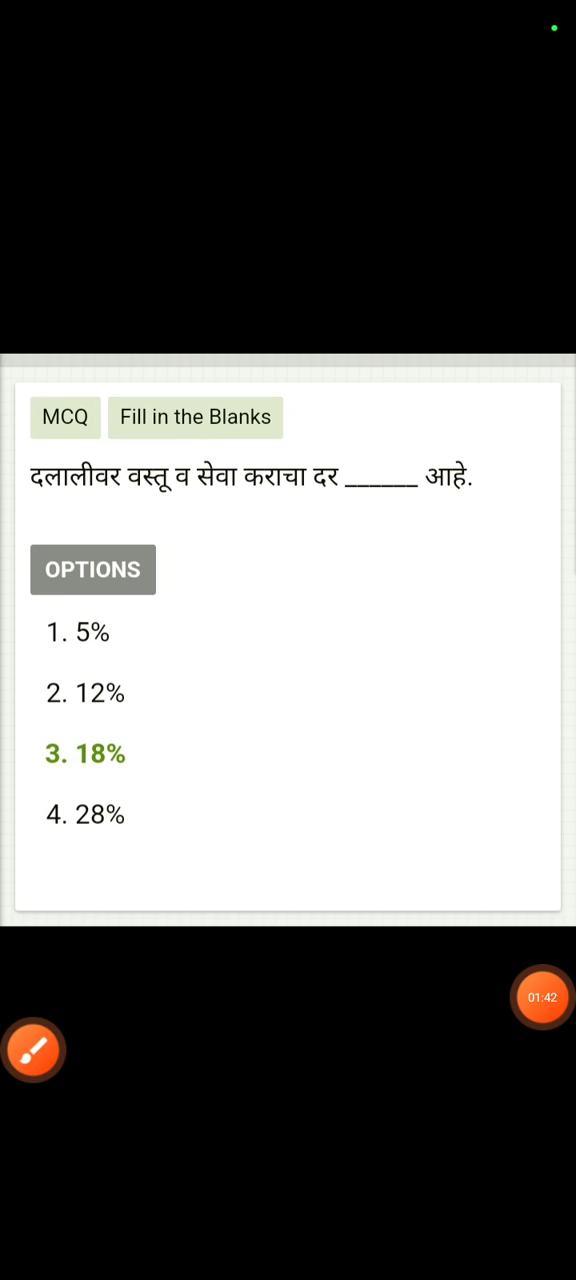 MCQ Fill in the Blanks
दलालीवर वस्तू व सेवा कराचा दर ______ आहे.
OPTIONS
1. 5%
2. 12%
3. 18%
4. 28%
01:42